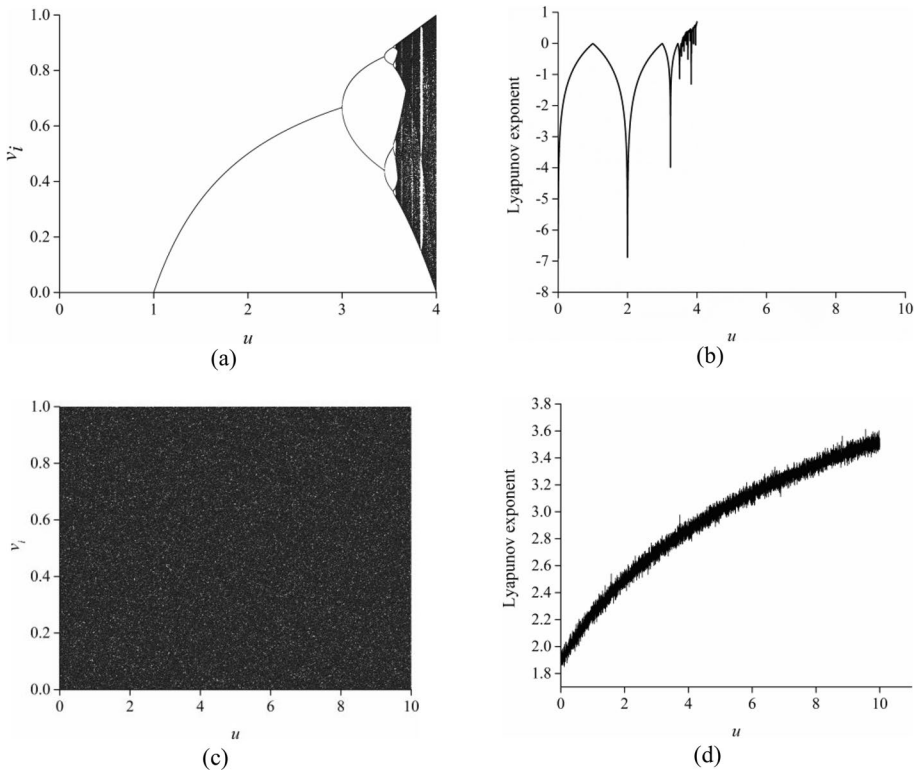 1.0
0.8
0.6
0.4
0.2
0.0
v_i
0 1 2 3 4
u
(a)
1
0
-1
-2
-3
-4
-5
-6
-7
-8
Lyapunov exponent
0 2 4 6 8 10
u
(b)
1.0
0.8
0.6
0.4
0.2
0.0
v_i
0 2 4 6 8 10
u
(c)
3.8
3.6
3.4
3.2
3.0
2.8
2.6
2.4
2.2
2.0
1.8
Lyapunov exponent
0 2 4 6 8 10
u
(d)